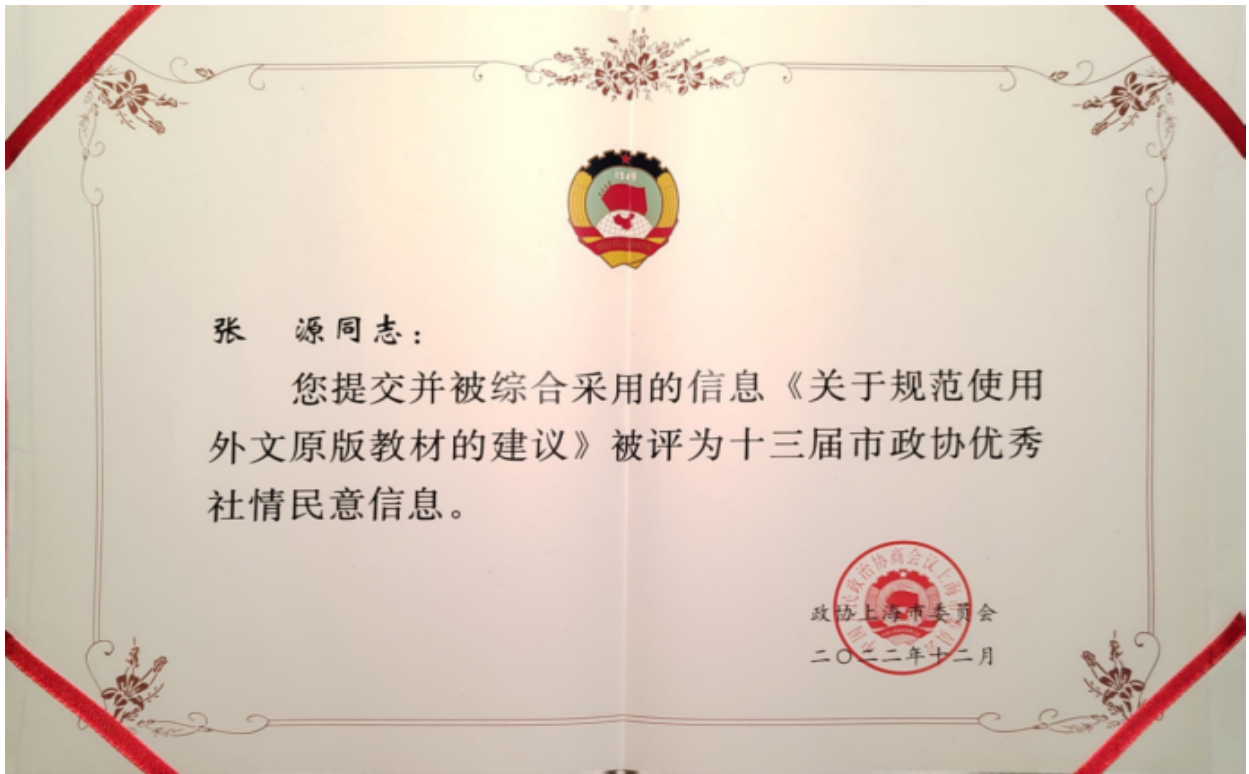 1949
张 源同志：
您提交并被综合采用的信息《关于规范使用
外文原版教材的建议》被评为十三届市政协优秀
社情民意信息。
政协上海市委员会
二〇二二年十二月